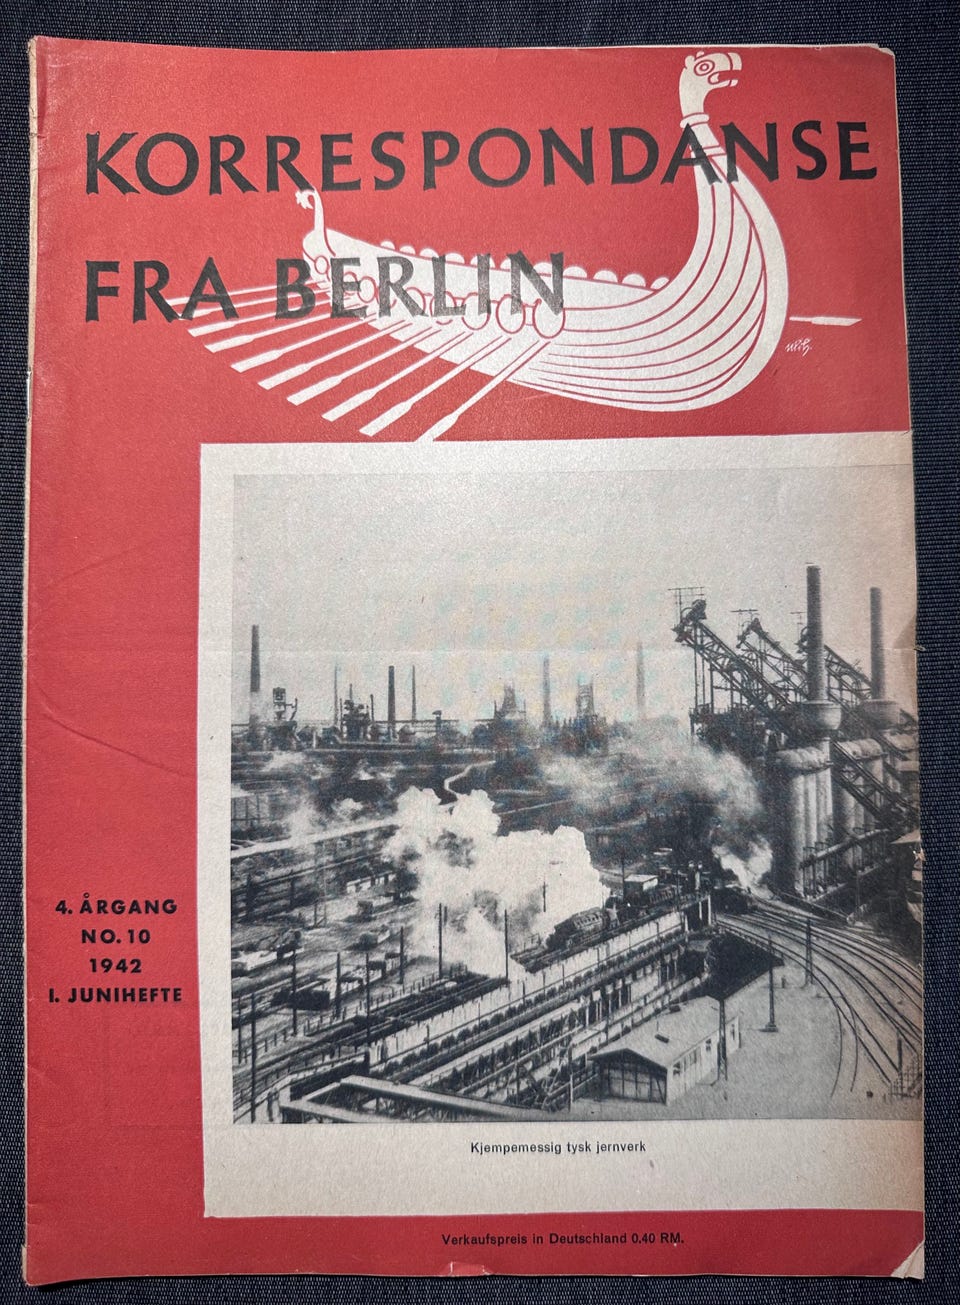 KORRESPONDANSE
FRA BERLIN
4. ÅRGANG
NO. 10
1942
I. JUNIHEFTE
Kjempemessig tysk jernverk
Verkaufspreis in Deutschland 0.40 RM.